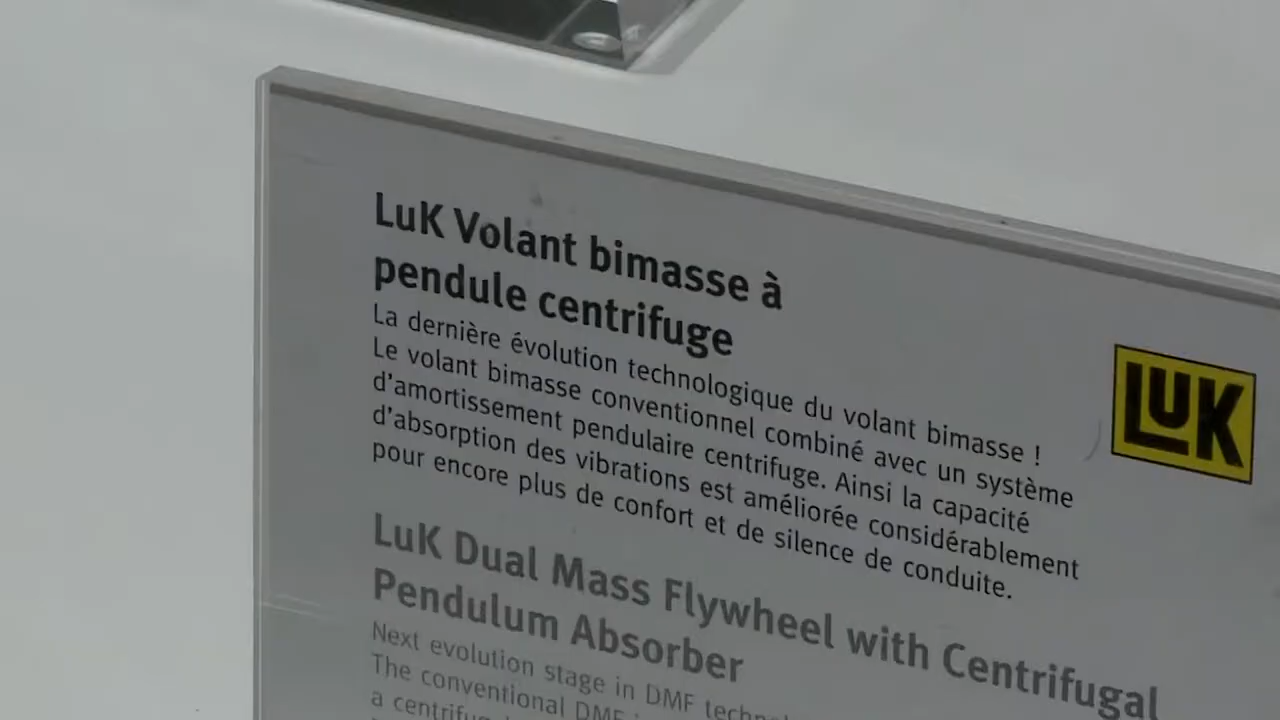 LuK Volant bimasse à
pendule centrifuge
La dernière évolution technologique du volant bimasse !
Le volant bimasse conventionnel combiné avec un système
d'amortissement pendulaire centrifuge. Ainsi la capacité
d'absorption des vibrations est améliorée considérablement
pour encore plus de confort et de silence de conduite.
LUK
LuK Dual Mass Flywheel with Centrifugal
Pendulum Absorber
Next evolution stage in DMF
The conventional DMF
a